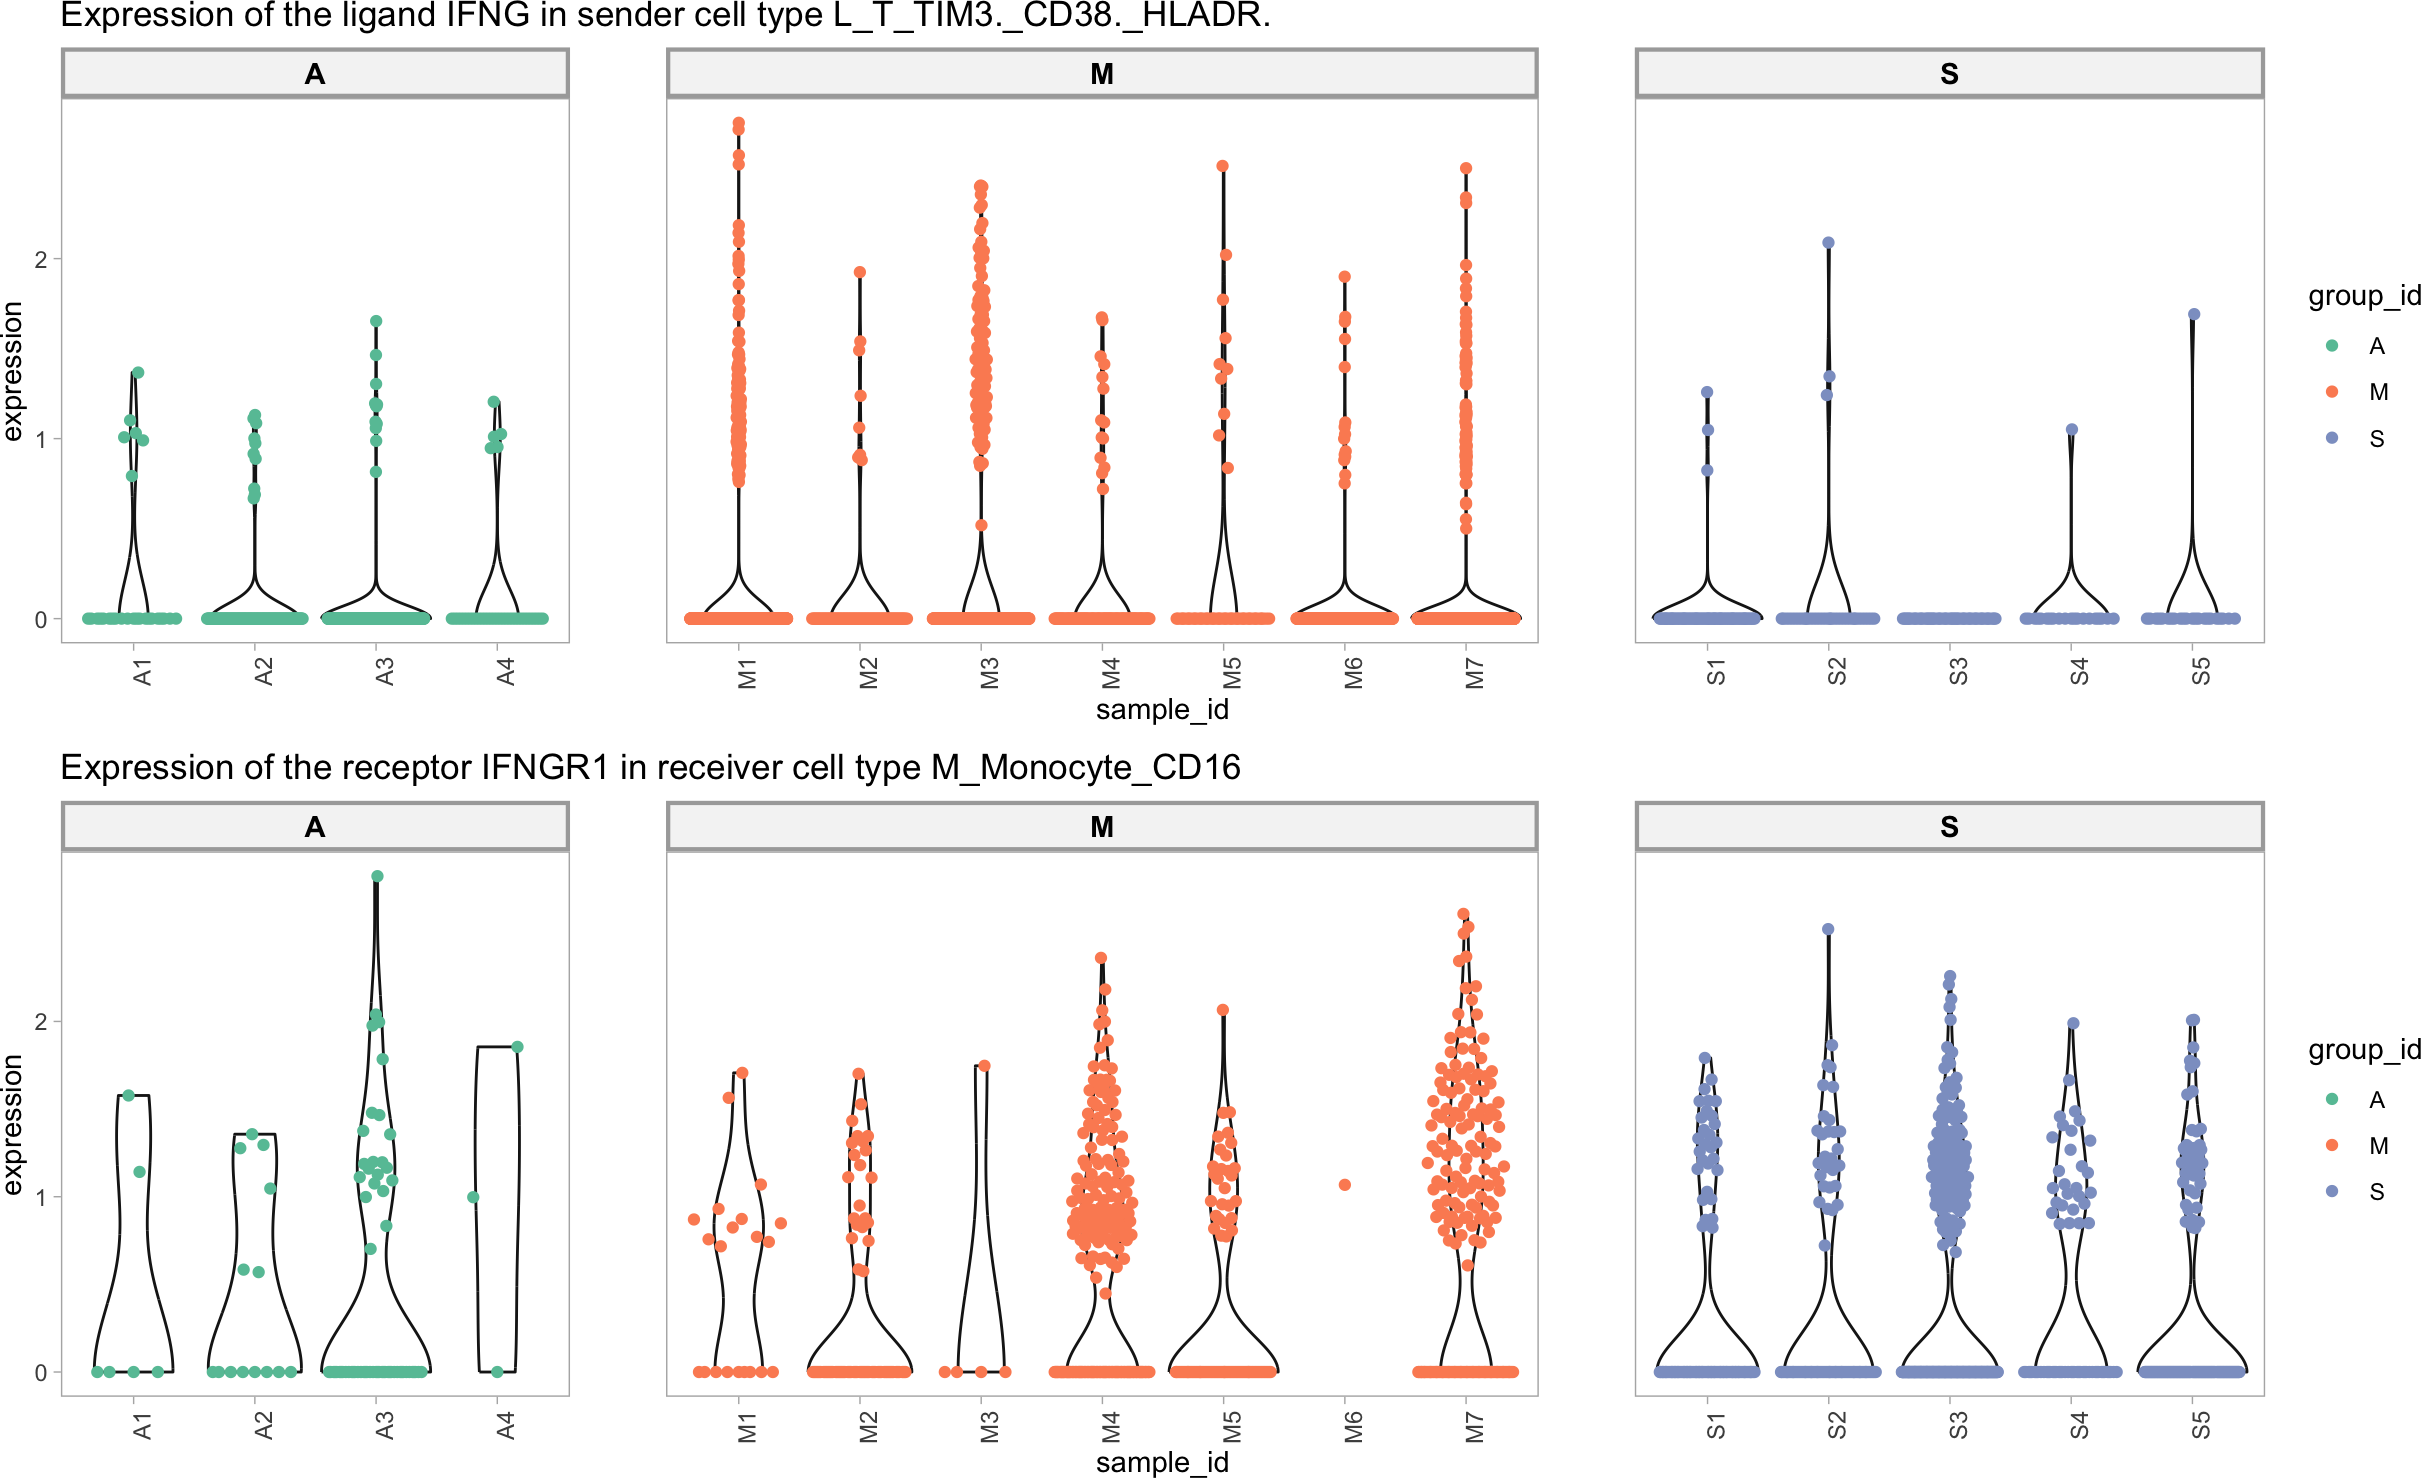 Expression of the ligand IFNG in sender cell type L_T_TIM3._CD38._HLADR.
A
M
S
expression
2
1
0
A1
A2
A3
A4
M1
M2
M3
M4
M5
M6
M7
S1
S2
S3
S4
S5
sample_id
group_id
A
M
S
Expression of the receptor IFNGR1 in receiver cell type M_Monocyte_CD16
A
M
S
expression
2
1
0
A1
A2
A3
A4
M1
M2
M3
M4
M5
M6
M7
S1
S2
S3
S4
S5
sample_id
group_id
A
M
S